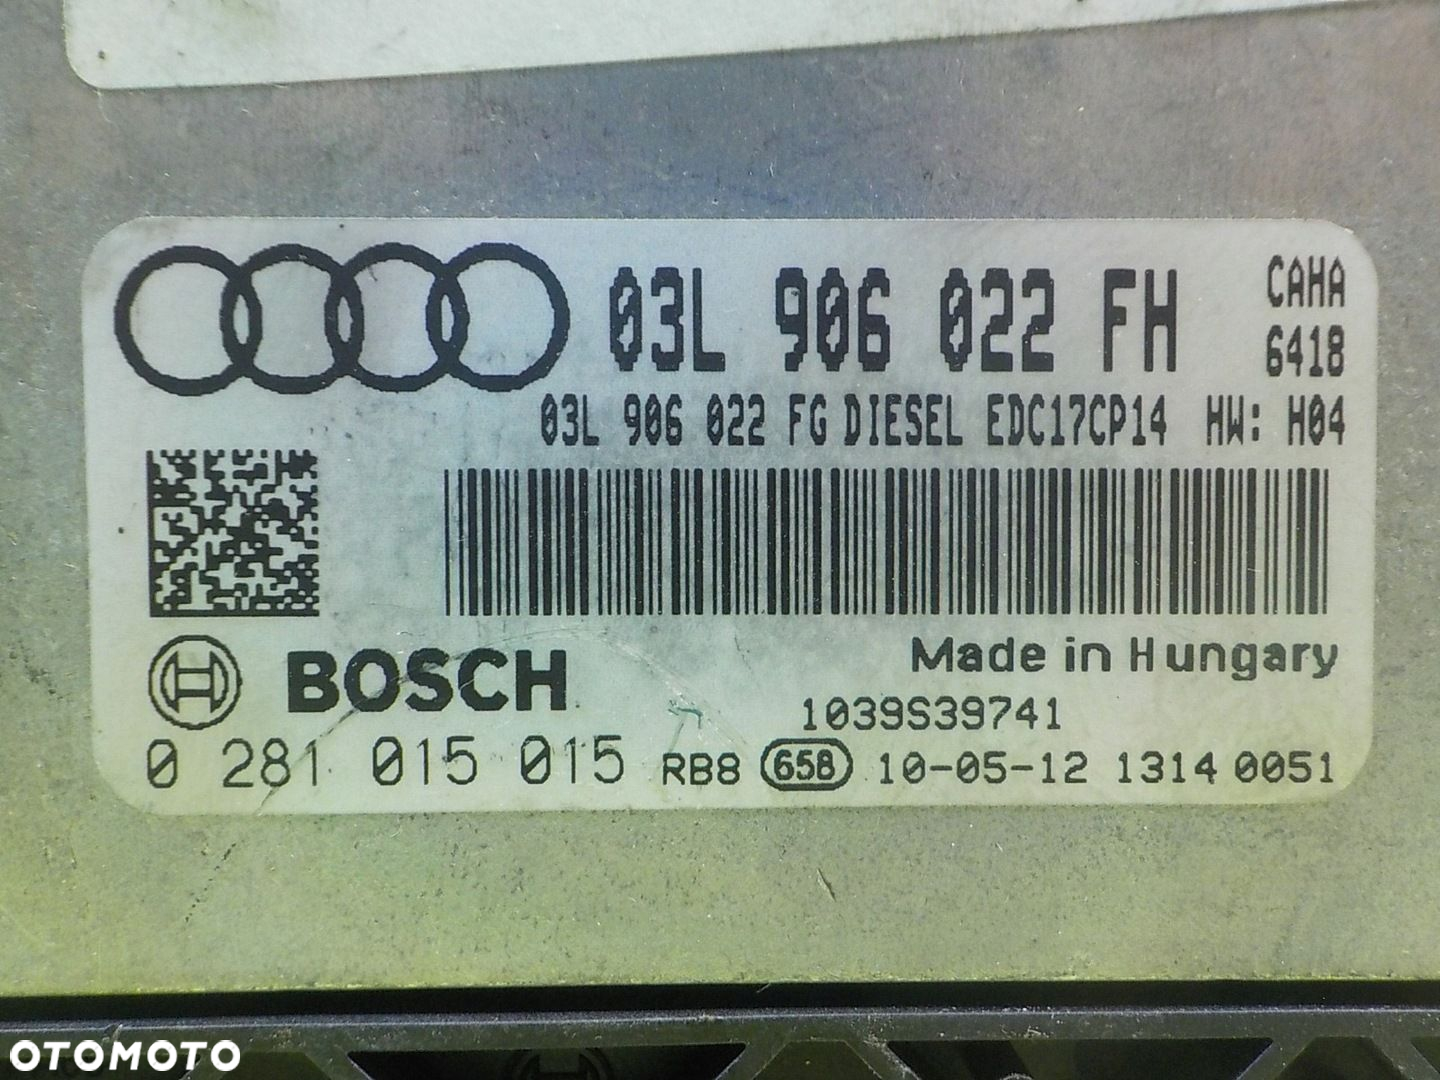 03L 906 022 FH
CAHA
6418
03L 906 022 FG DIESEL EDC17CP14 HW: H04
BOSCH
Made in Hungary
1039S39741
0 281 015 015 RB8 658 10-05-12 1314 0051
OTOMOTO